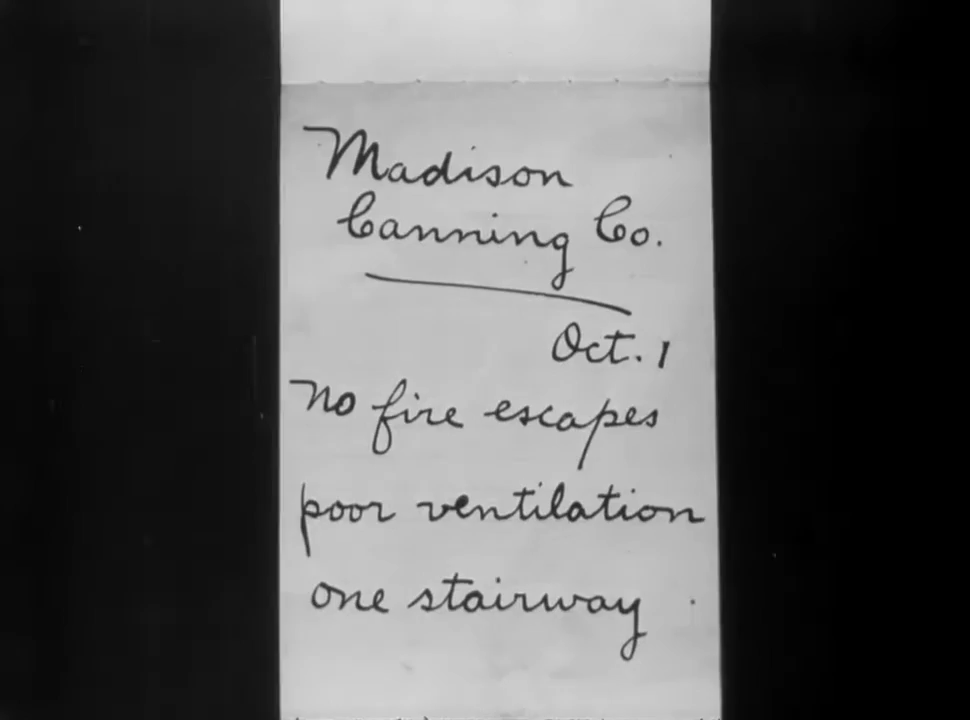 Madison
Canning Co.
Oct. 1
No fire escapes
poor ventilation
one stairway